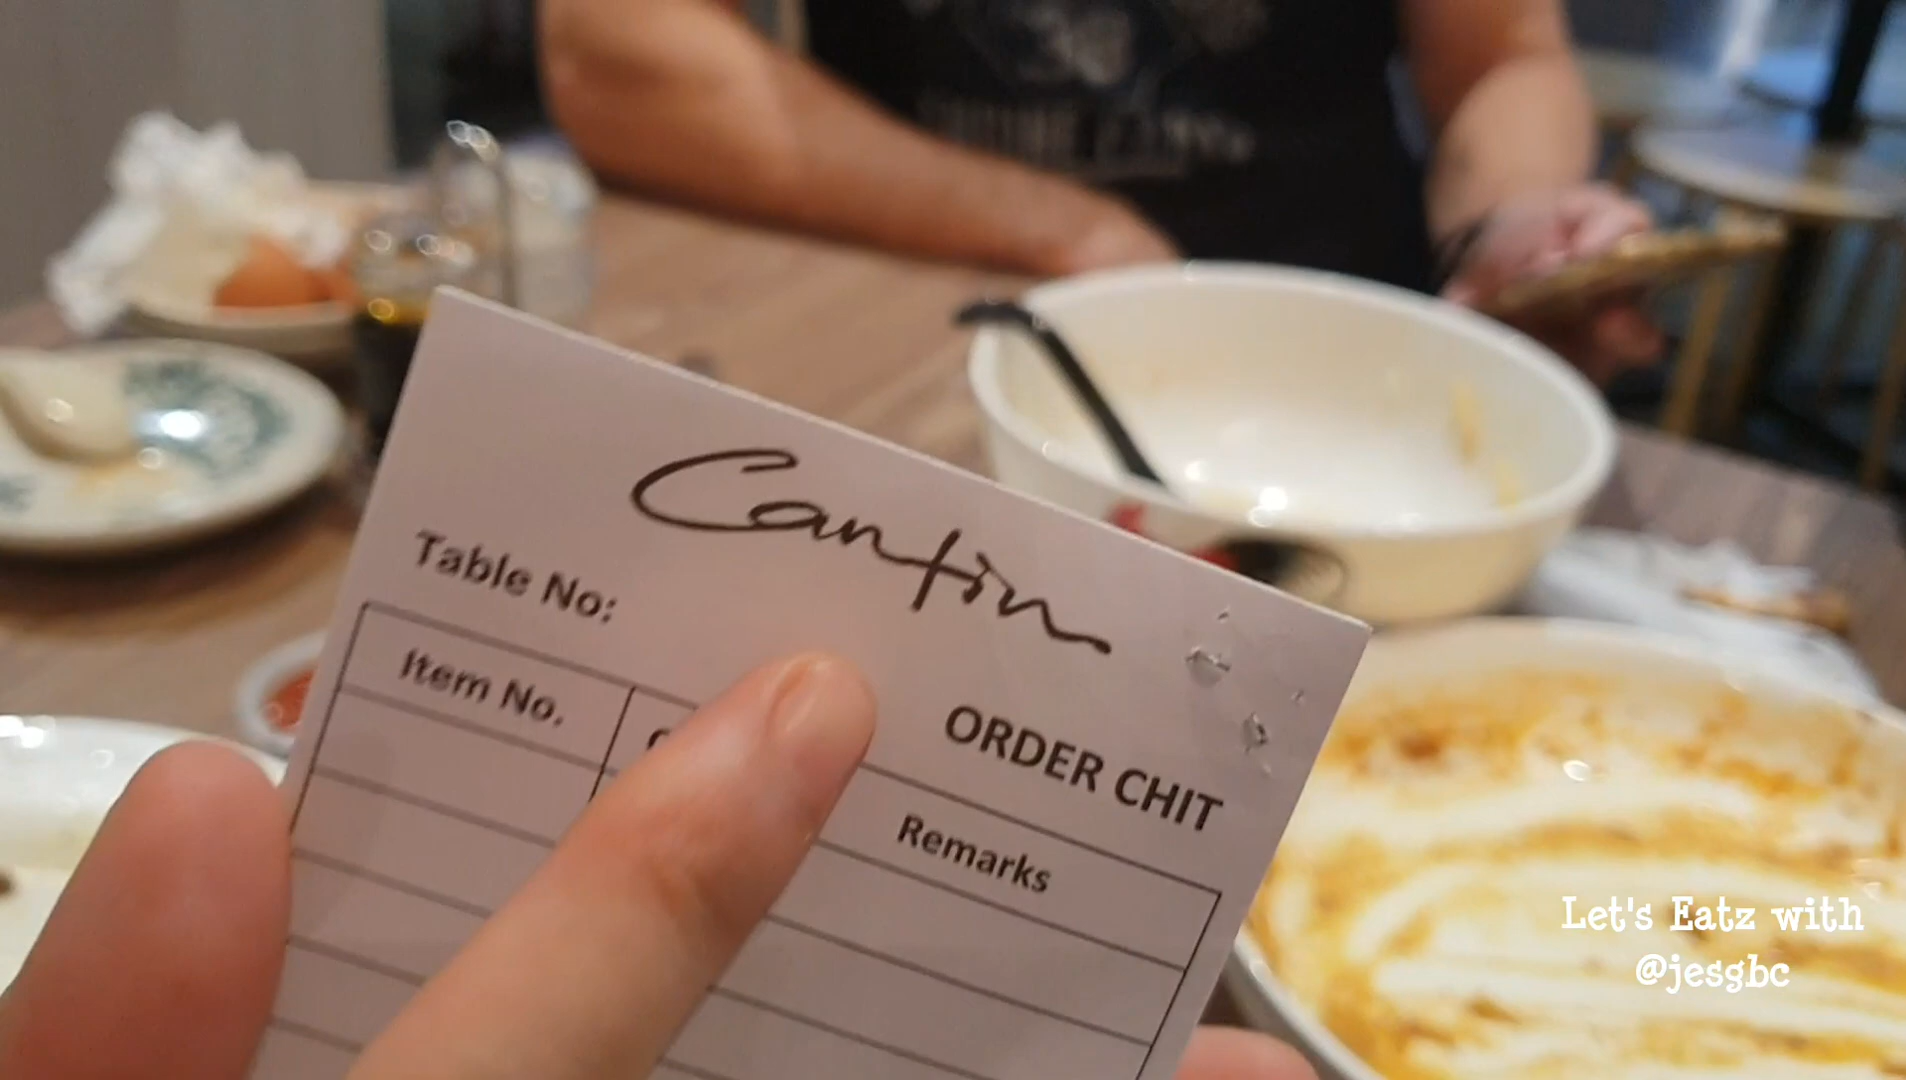 Cantin
Table No:
ORDER CHIT
Item No.
Remarks
Let's Eatz with
@jesgbc